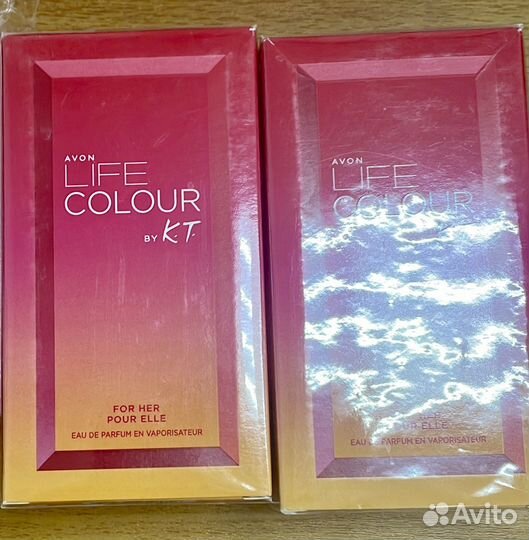 AVON
LIFE
COLOUR
BY K.T.
FOR HER
POUR ELLE
EAU DE PARFUM EN VAPORISATEUR
AVON
LIFE
COLOUR
POUR ELLE
EAU DE PARFUM EN VAPORISATEUR
Avito